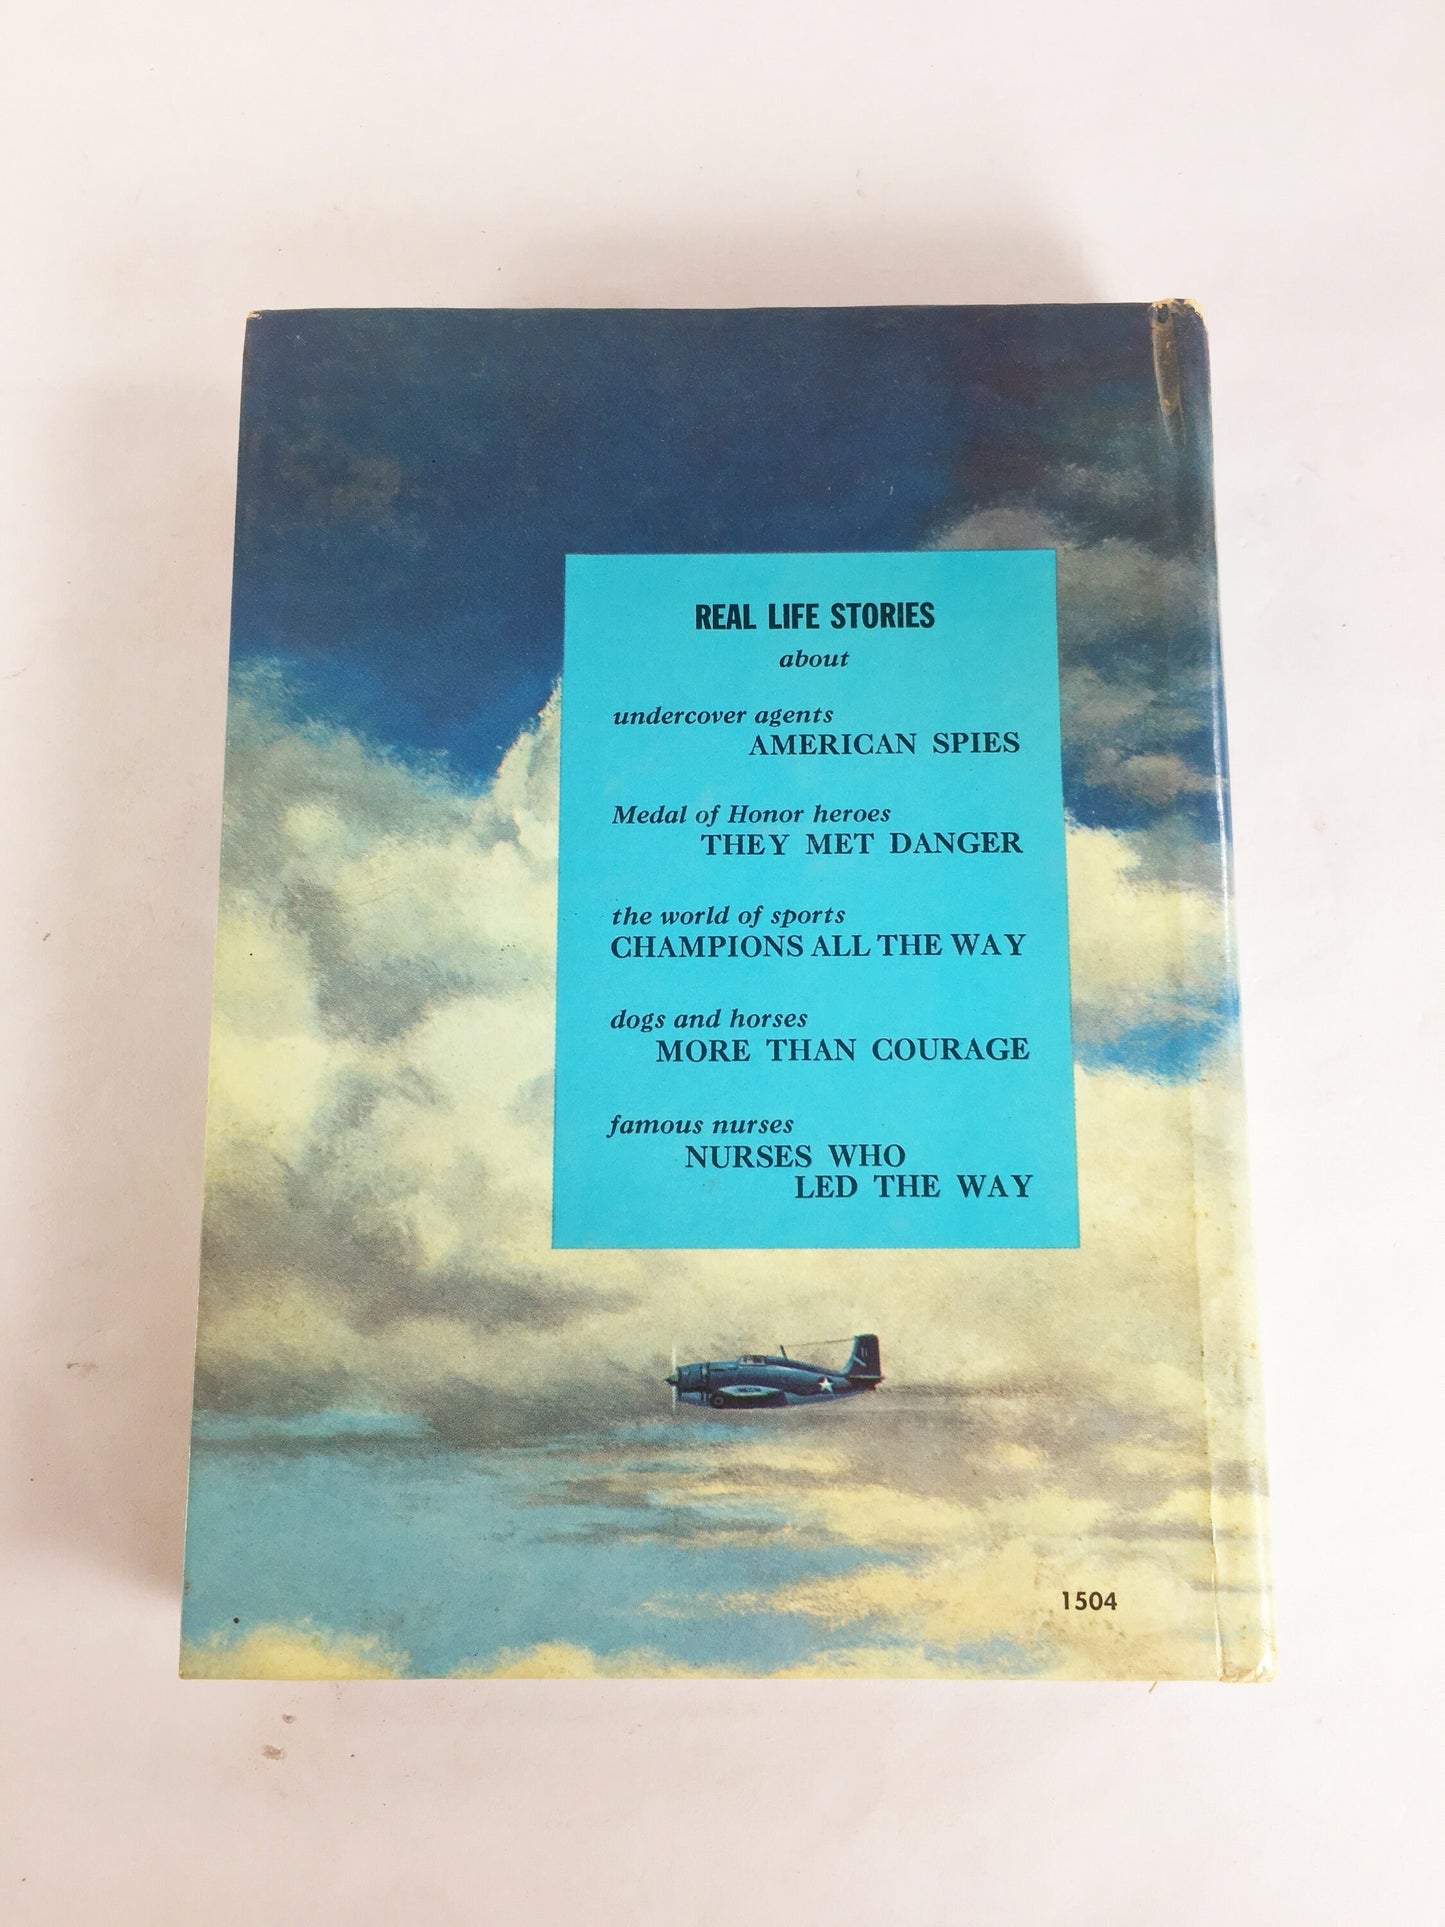 REAL LIFE STORIES
about
undercover agents
AMERICAN SPIES
Medal of Honor heroes
THEY MET DANGER
the world of sports
CHAMPIONS ALL THE WAY
dogs and horses
MORE THAN COURAGE
famous nurses
NURSES WHO
LED THE WAY
1504